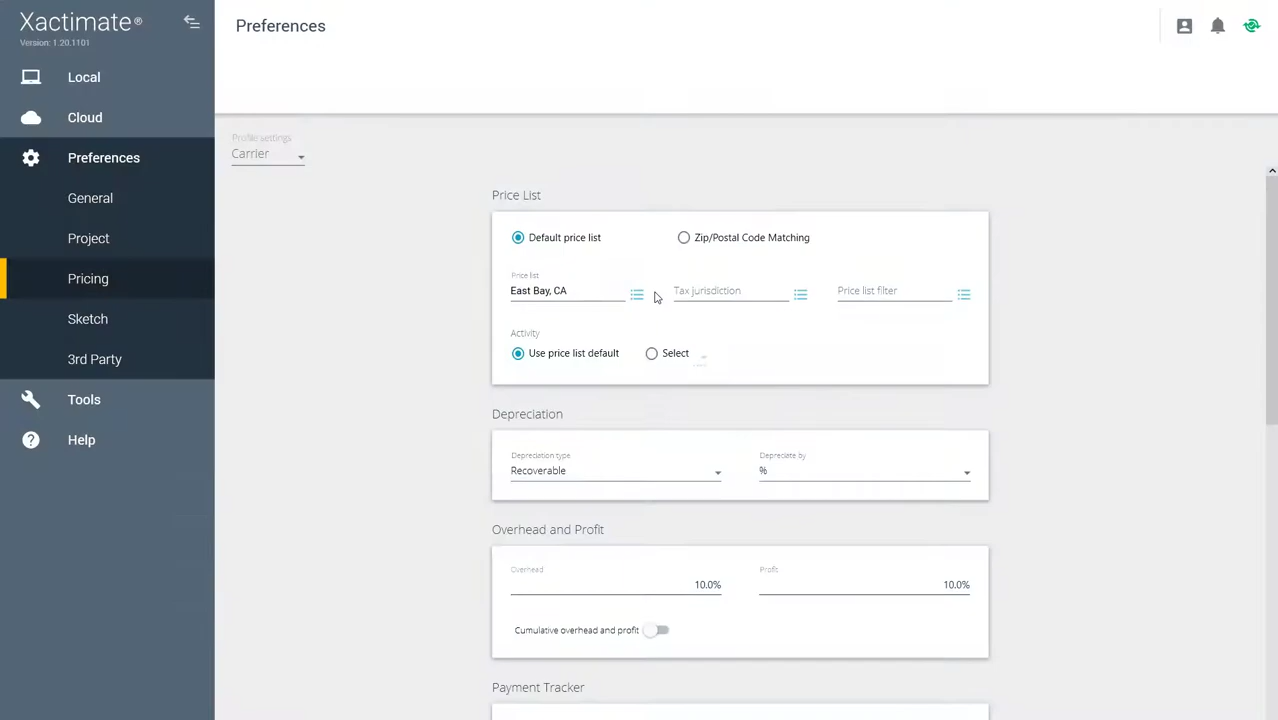 Xactimate®
Version: 1.20.1101
Local
Cloud
Preferences
General
Project
Pricing
Sketch
3rd Party
Tools
Help
Preferences
Profile settings
Carrier
Price List
Default price list
Zip/Postal Code Matching
Price list
East Bay, CA
Tax jurisdiction
Price list filter
Activity
Use price list default
Select
Depreciation
Depreciation type
Recoverable
Depreciate by
%
Overhead and Profit
Overhead
10.0%
Profit
10.0%
Cumulative overhead and profit
Payment Tracker